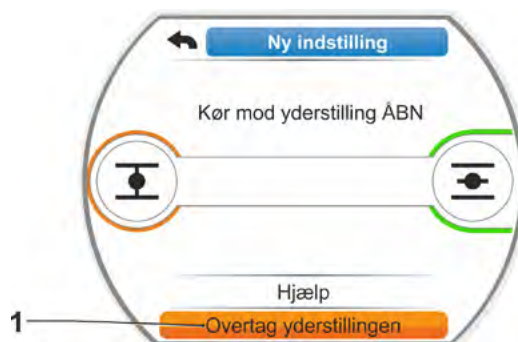 Ny indstilling
Kør mod yderstilling ÅBN
Hjælp
1
Overtag yderstillingen